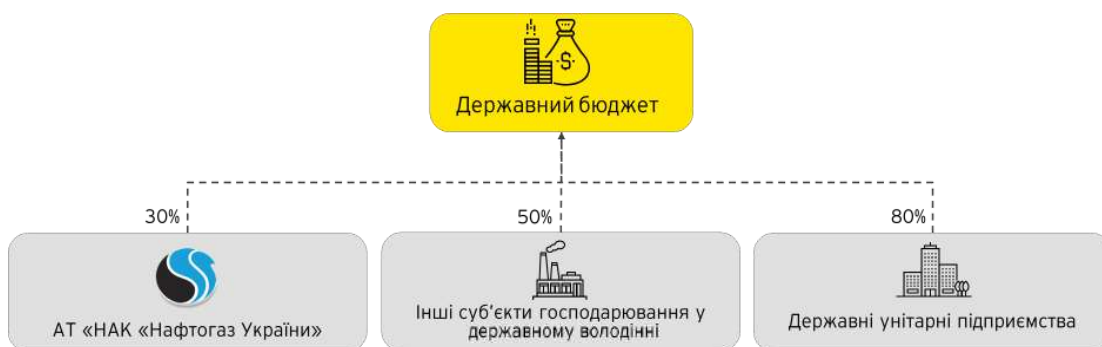 $
Державний бюджет
30%
50%
80%
АТ «НАК «Нафтогаз України»
Інші суб'єкти господарювання у
державному володінні
Державні унітарні підприємства